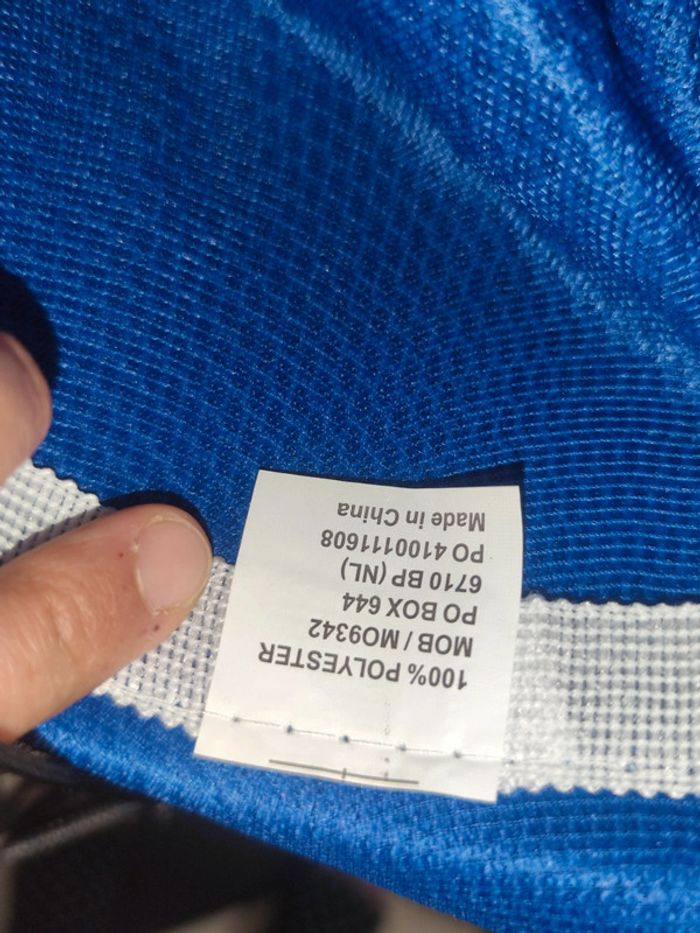 100% POLYESTER
MOB / MO9342
PO BOX 644
6710 BP (NL)
PO 4100111608
Made in China